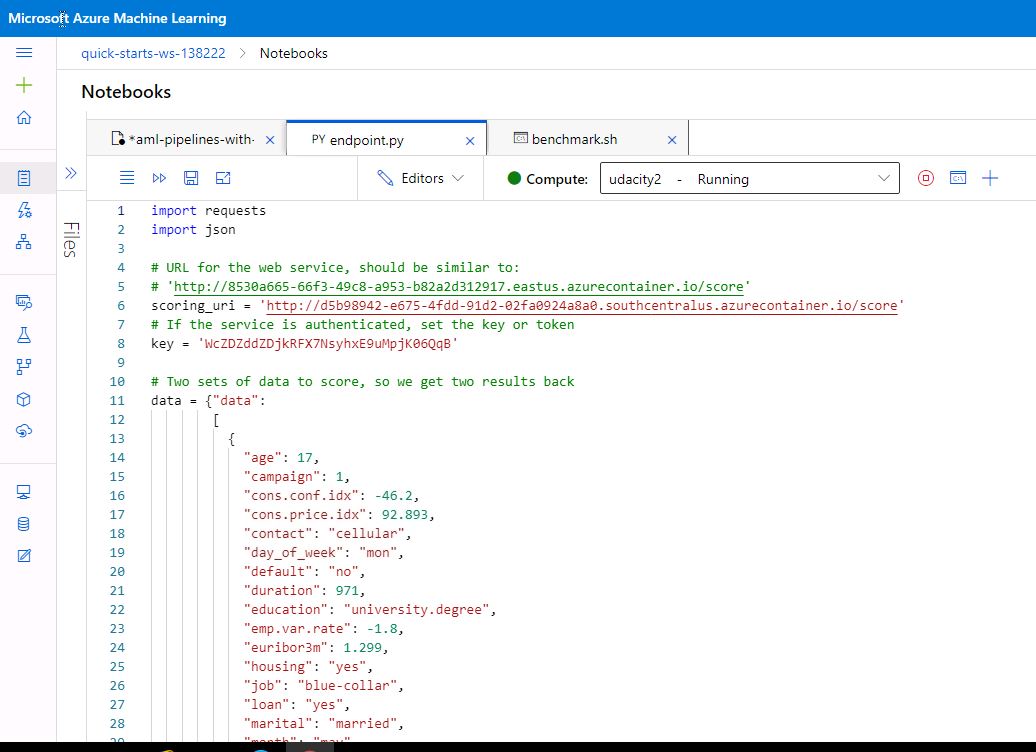 Microsoft Azure Machine Learning
quick-starts-ws-138222 > Notebooks
Notebooks
*aml-pipelines-with-
PY endpoint.py
benchmark.sh
Editors
Compute: udacity2 - Running
Files
1 import requests
2 import json
3
4 # URL for the web service, should be similar to:
5 # 'http://8530a665-66f3-49c8-a953-b82a2d312917.eastus.azurecontainer.io/score'
6 scoring_uri = 'http://d5b98942-e675-4fdd-91d2-02fa0924a8a0.southcentralus.azurecontainer.io/score'
7 # If the service is authenticated, set the key or token
8 key = 'WcZDZddZDjkRFX7NsyhxE9uMpjK06QqB'
9
10 # Two sets of data to score, so we get two results back
11 data = {"data":
12 [
13 {
14 "age": 17,
15 "campaign": 1,
16 "cons.conf.idx": -46.2,
17 "cons.price.idx": 92.893,
18 "contact": "cellular",
19 "day_of_week": "mon",
20 "default": "no",
21 "duration": 971,
22 "education": "university.degree",
23 "emp.var.rate": -1.8,
24 "euribor3m": 1.299,
25 "housing": "yes",
26 "job": "blue-collar",
27 "loan": "yes",
28 "marital": "married",
29 "month": "may",